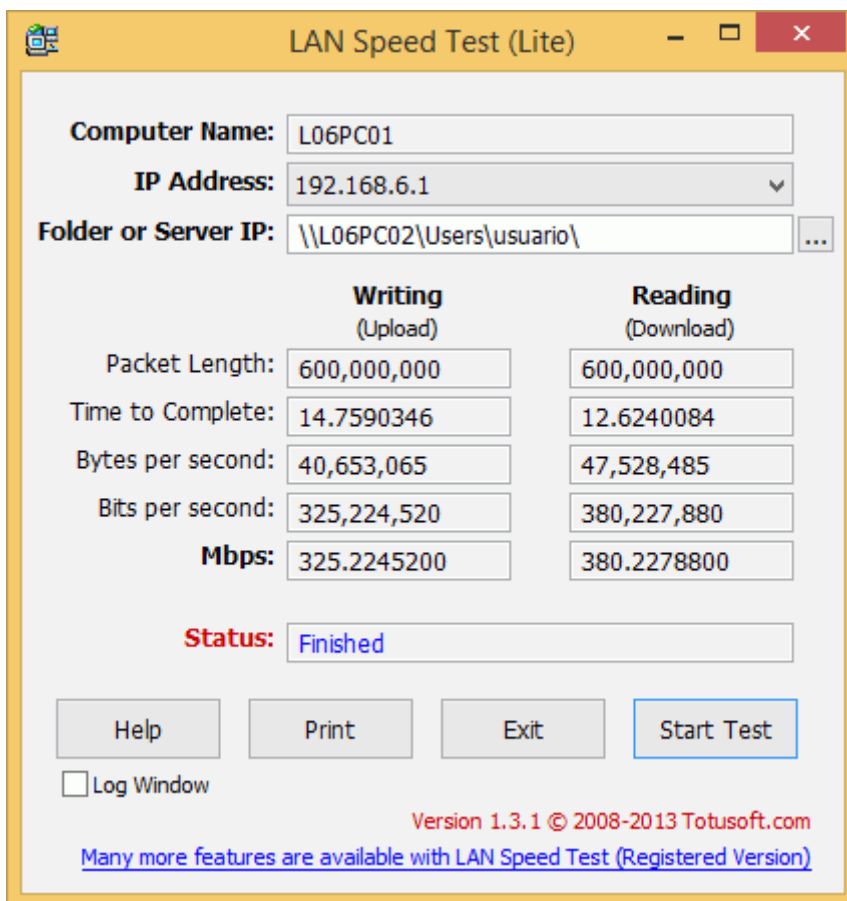 LAN Speed Test (Lite)
Computer Name: L06PC01
IP Address: 192.168.6.1
Folder or Server IP: \\L06PC02\Users\usuario\ ...
Writing Reading
(Upload) (Download)
Packet Length: 600,000,000 600,000,000
Time to Complete: 14.7590346 12.6240084
Bytes per second: 40,653,065 47,528,485
Bits per second: 325,224,520 380,227,880
Mbps: 325.2245200 380.2278800
Status: Finished
Help Print Exit Start Test
Log Window
Version 1.3.1 © 2008-2013 Totusoft.com
Many more features are available with LAN Speed Test (Registered Version)